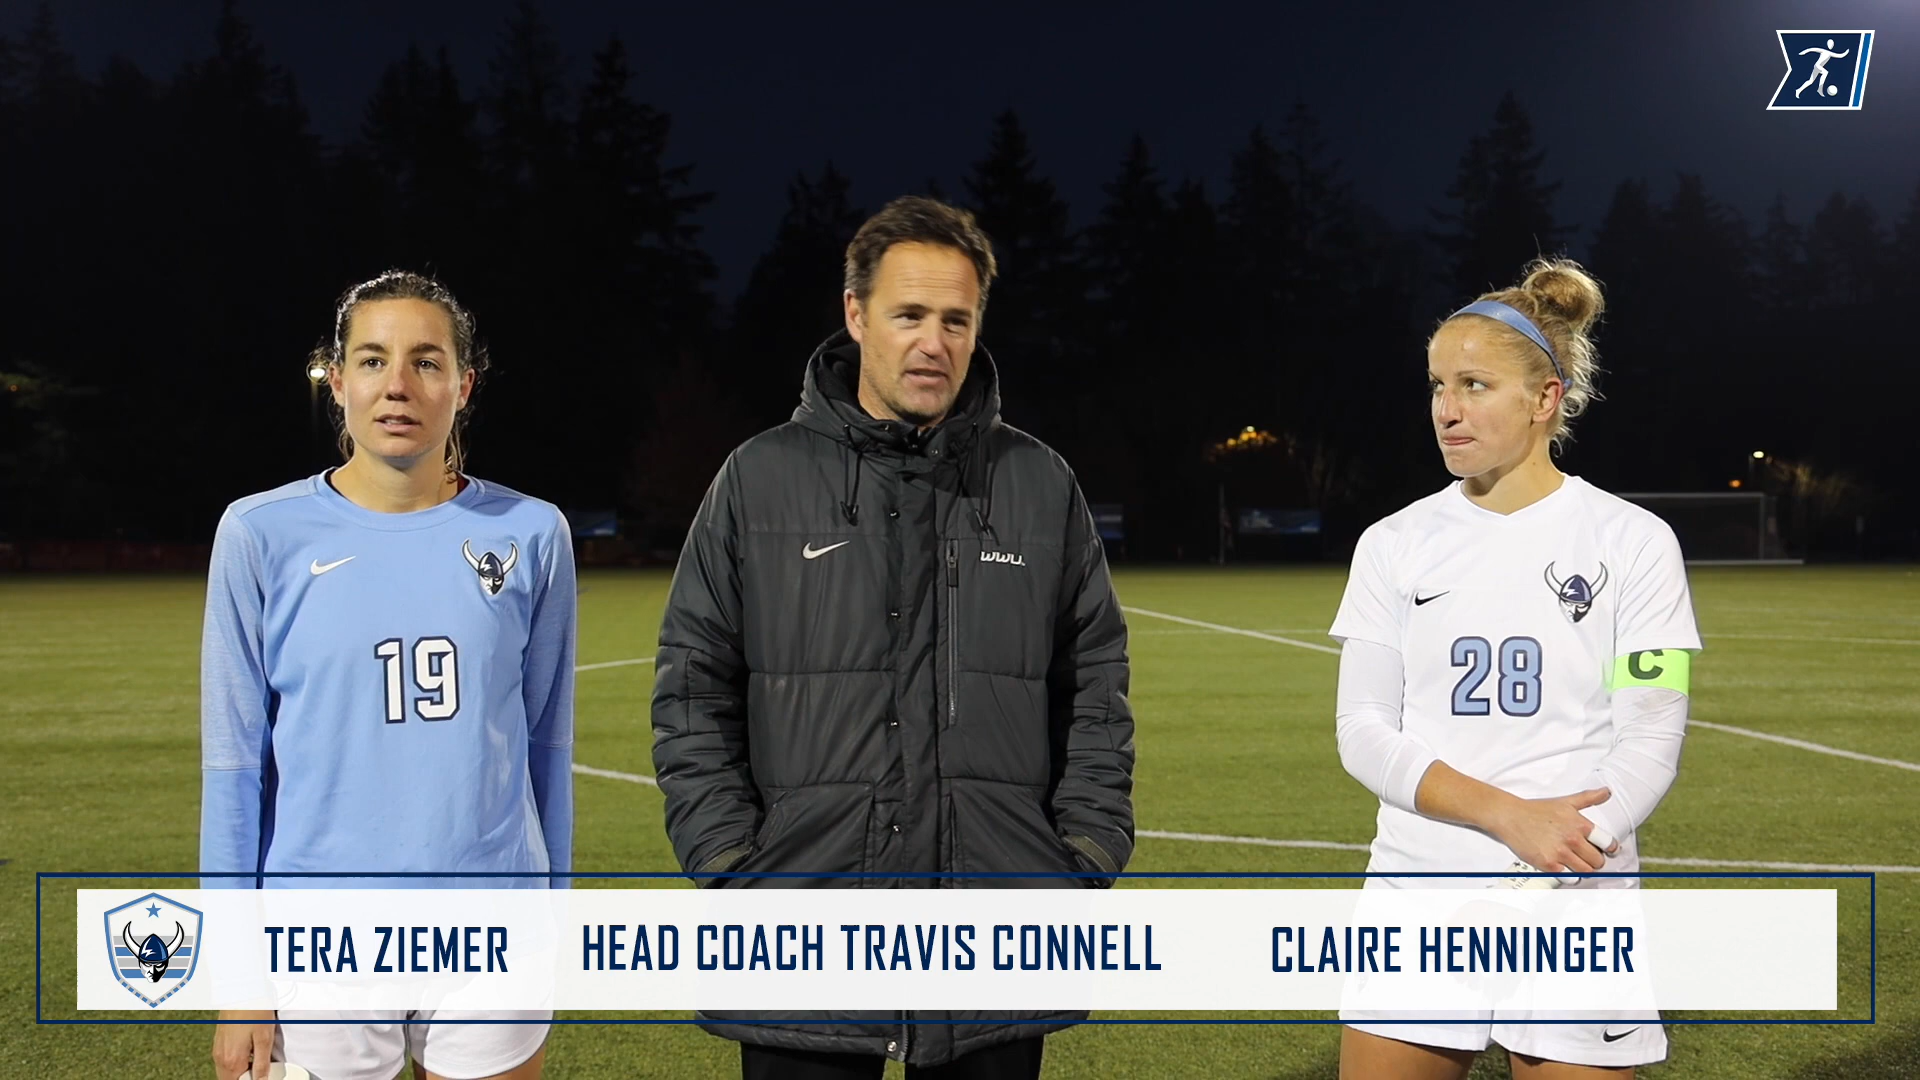 WWU
19
C
28
TERA ZIEMER HEAD COACH TRAVIS CONNELL CLAIRE HENNINGER